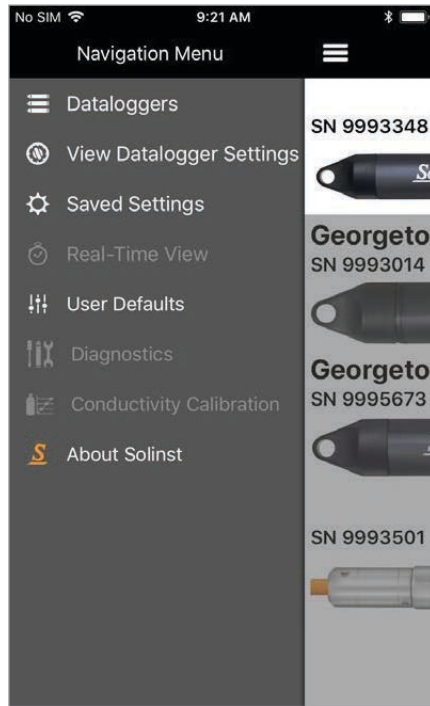 No SIM 9:21 AM
Navigation Menu
Dataloggers
View Datalogger Settings
Saved Settings
Real-Time View
User Defaults
Diagnostics
Conductivity Calibration
S About Solinst
SN 9993348
Georgeto
SN 9993014
Georgeto
SN 9995673
SN 9993501